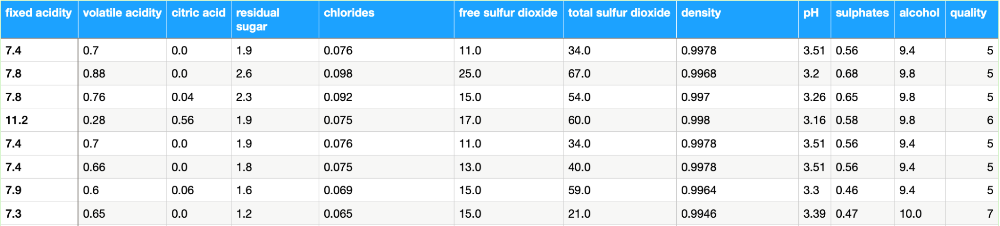 fixed acidity volatile acidity citric acid residual sugar chlorides free sulfur dioxide total sulfur dioxide density pH sulphates alcohol quality
7.4 0.7 0.0 1.9 0.076 11.0 34.0 0.9978 3.51 0.56 9.4 5
7.8 0.88 0.0 2.6 0.098 25.0 67.0 0.9968 3.2 0.68 9.8 5
7.8 0.76 0.04 2.3 0.092 15.0 54.0 0.997 3.26 0.65 9.8 5
11.2 0.28 0.56 1.9 0.075 17.0 60.0 0.998 3.16 0.58 9.8 6
7.4 0.7 0.0 1.9 0.076 11.0 34.0 0.9978 3.51 0.56 9.4 5
7.4 0.66 0.0 1.8 0.075 13.0 40.0 0.9978 3.51 0.56 9.4 5
7.9 0.6 0.06 1.6 0.069 15.0 59.0 0.9964 3.3 0.46 9.4 5
7.3 0.65 0.0 1.2 0.065 15.0 21.0 0.9946 3.39 0.47 10.0 7